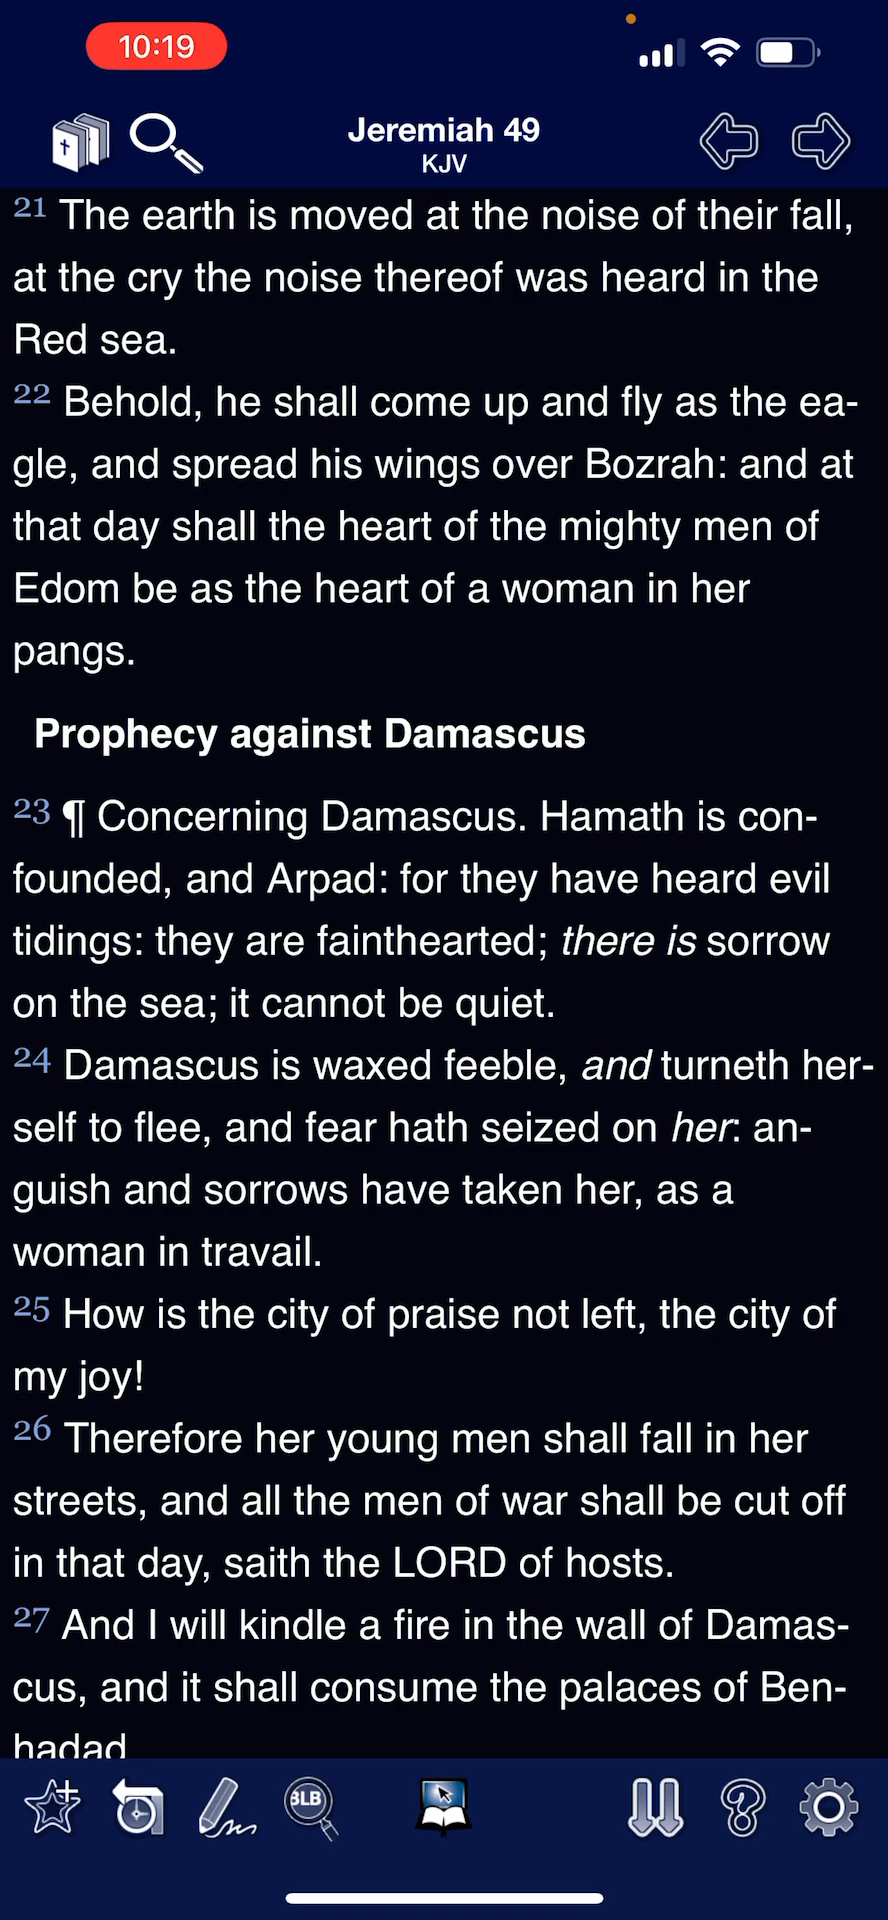 10:19
Jeremiah 49
KJV
21 The earth is moved at the noise of their fall,
at the cry the noise thereof was heard in the
Red sea.
22 Behold, he shall come up and fly as the ea-
gle, and spread his wings over Bozrah: and at
that day shall the heart of the mighty men of
Edom be as the heart of a woman in her
pangs.
Prophecy against Damascus
23 ¶ Concerning Damascus. Hamath is con-
founded, and Arpad: for they have heard evil
tidings: they are fainthearted; there is sorrow
on the sea; it cannot be quiet.
24 Damascus is waxed feeble, and turneth her-
self to flee, and fear hath seized on her: an-
guish and sorrows have taken her, as a
woman in travail.
25 How is the city of praise not left, the city of
my joy!
26 Therefore her young men shall fall in her
streets, and all the men of war shall be cut off
in that day, saith the LORD of hosts.
27 And I will kindle a fire in the wall of Damas-
cus, and it shall consume the palaces of Ben-
hadad
BLB